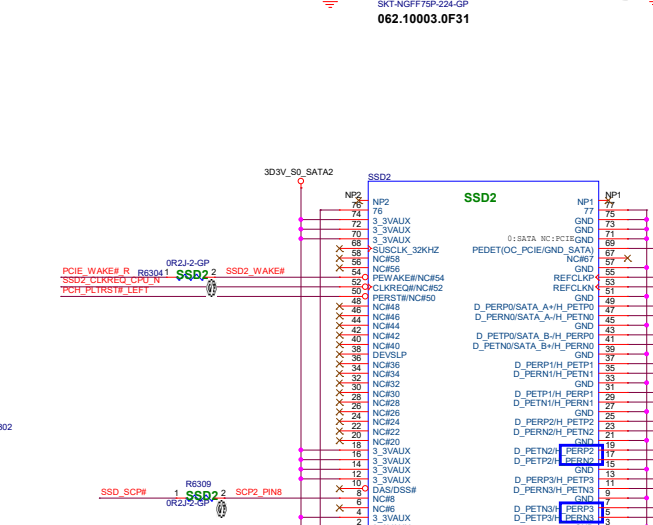 SKT-NGFF75P-224-GP
062.10003.0F31
3D3V_S0_SATA2
SSD2
NP2
NP2
SSD2
NP1
NP1
76
76
77
77
74
3_3VAUX
GND
75
72
3_3VAUX
GND
73
70
3_3VAUX
0:SATA NC:PCIE
GND
71
68
SUSCLK_32KHZ
PEDET(OC_PCIE/GND_SATA)
69
58
NC#58
NC#67
67
56
NC#56
GND
57
0R2J-2-GP
PCIE_WAKE#_R
R6304
1
SSD2
2
SSD2_WAKE#
54
PEWAKE#/NC#54
REFCLKP
55
SSD2_CLKREQ_CPU_N
52
CLKREQ#/NC#52
REFCLKN
53
PCH_PLTRST#_LEFT
50
PERST#/NC#50
GND
51
48
NC#48
D_PERP0/SATA_A+/H_PETP0
49
46
NC#46
D_PERN0/SATA_A-/H_PETN0
47
44
NC#44
GND
45
42
NC#42
D_PETP0/SATA_B-/H_PERP0
43
40
NC#40
D_PETN0/SATA_B+/H_PERN0
41
38
DEVSLP
GND
39
36
NC#36
D_PERP1/H_PETP1
37
34
NC#34
D_PERN1/H_PETN1
35
32
NC#32
GND
33
30
NC#30
D_PETP1/H_PERP1
31
28
NC#28
D_PETN1/H_PERN1
29
26
NC#26
GND
27
24
NC#24
D_PERP2/H_PETP2
25
22
NC#22
D_PERN2/H_PETN2
23
20
NC#20
GND
21
18
3_3VAUX
D_PETN2/H_PERP2
19
16
3_3VAUX
D_PETP2/H_PERN2
17
14
3_3VAUX
GND
15
12
3_3VAUX
D_PERP3/H_PETP3
13
10
DAS/DSS#
D_PERN3/H_PETN3
11
R6309
SSD_SCP#
1
SSD2
2
SCP2_PIN8
0R2J-2-GP
8
NC#8
GND
9
6
NC#6
D_PETN3/H_PERP3
7
4
3_3VAUX
D_PETP3/H_PERN3
5
2
3
302